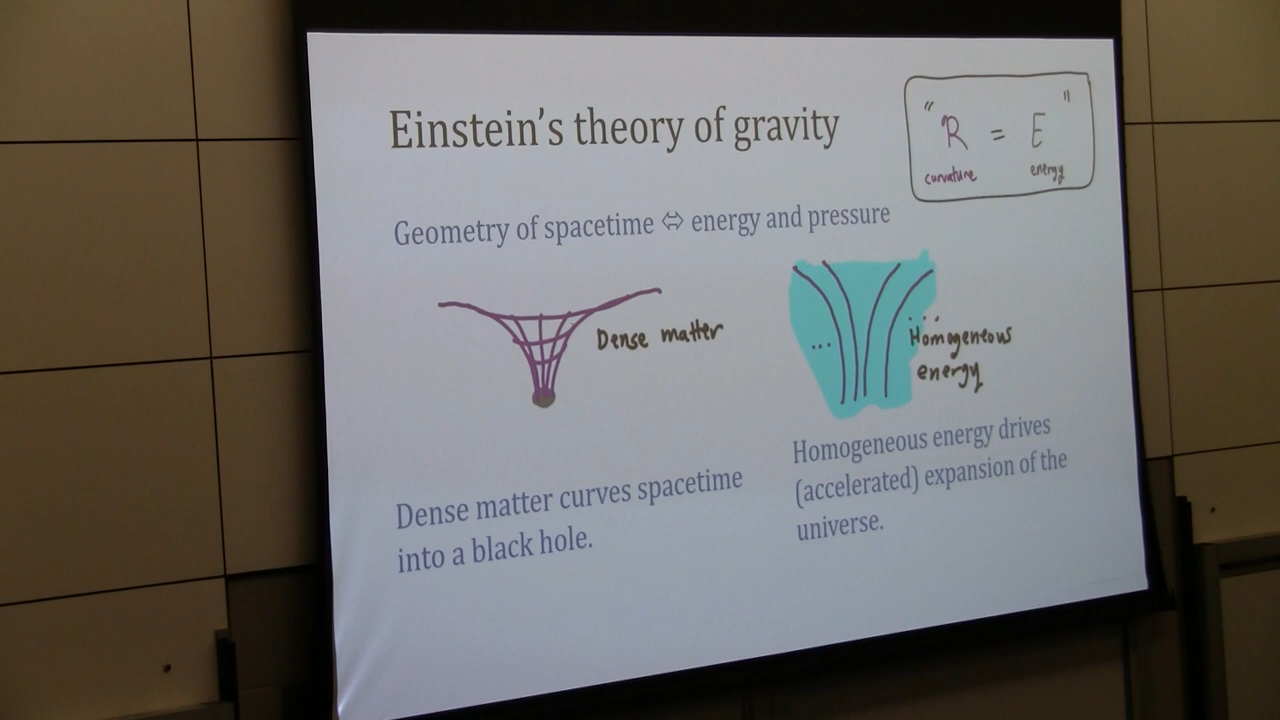 Einstein's theory of gravity
" R = E "
curvature energy
Geometry of spacetime ⇔ energy and pressure
Dense matter
... ...
Homogeneous
energy
Dense matter curves spacetime
into a black hole.
Homogeneous energy drives
(accelerated) expansion of the
universe.